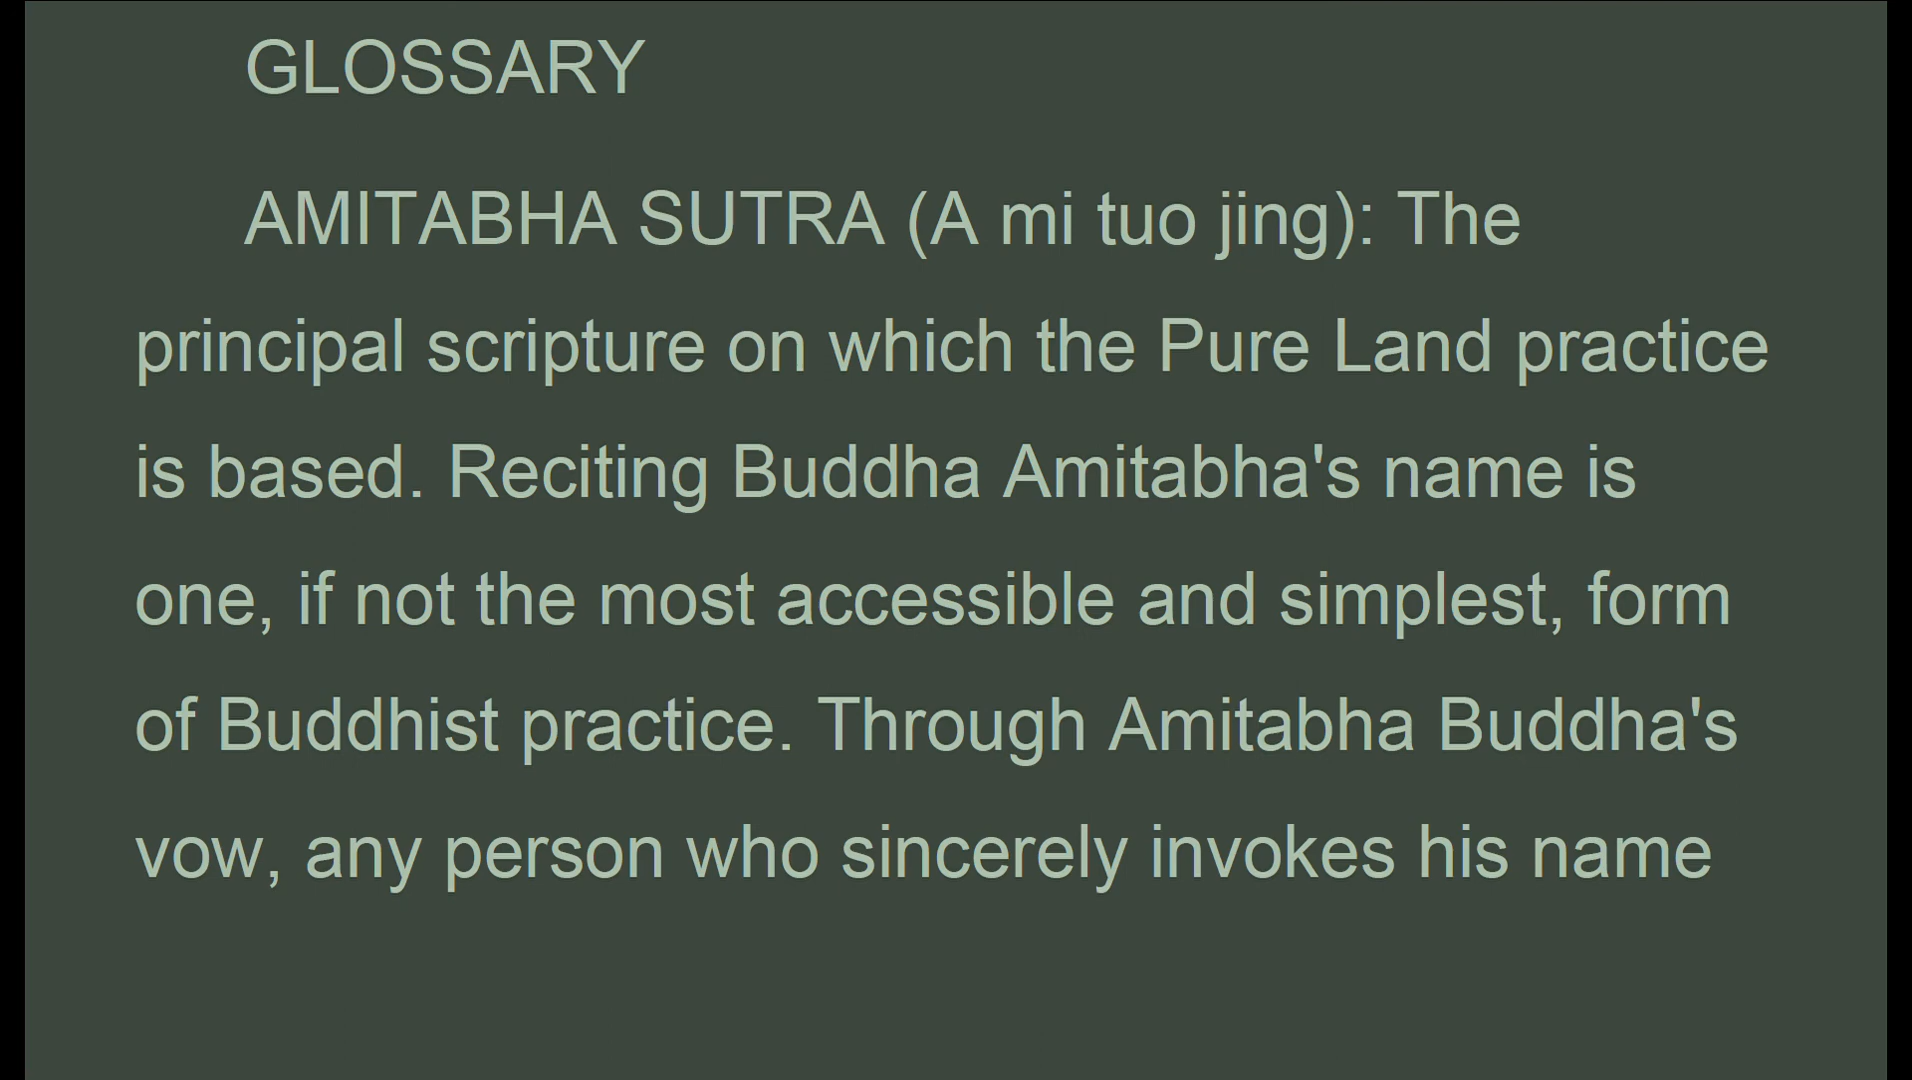 GLOSSARY
AMITABHA SUTRA (A mi tuo jing): The
principal scripture on which the Pure Land practice
is based. Reciting Buddha Amitabha's name is
one, if not the most accessible and simplest, form
of Buddhist practice. Through Amitabha Buddha's
vow, any person who sincerely invokes his name